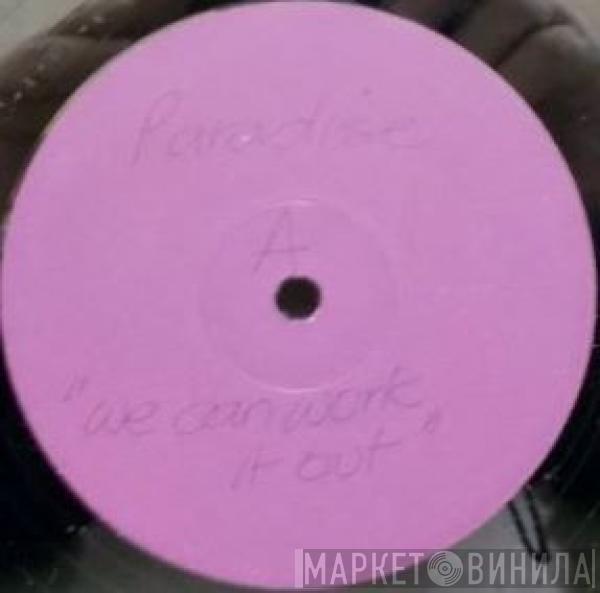 Paradise
A
"we can work
it out"
МАРКЕТ ВИНИЛА